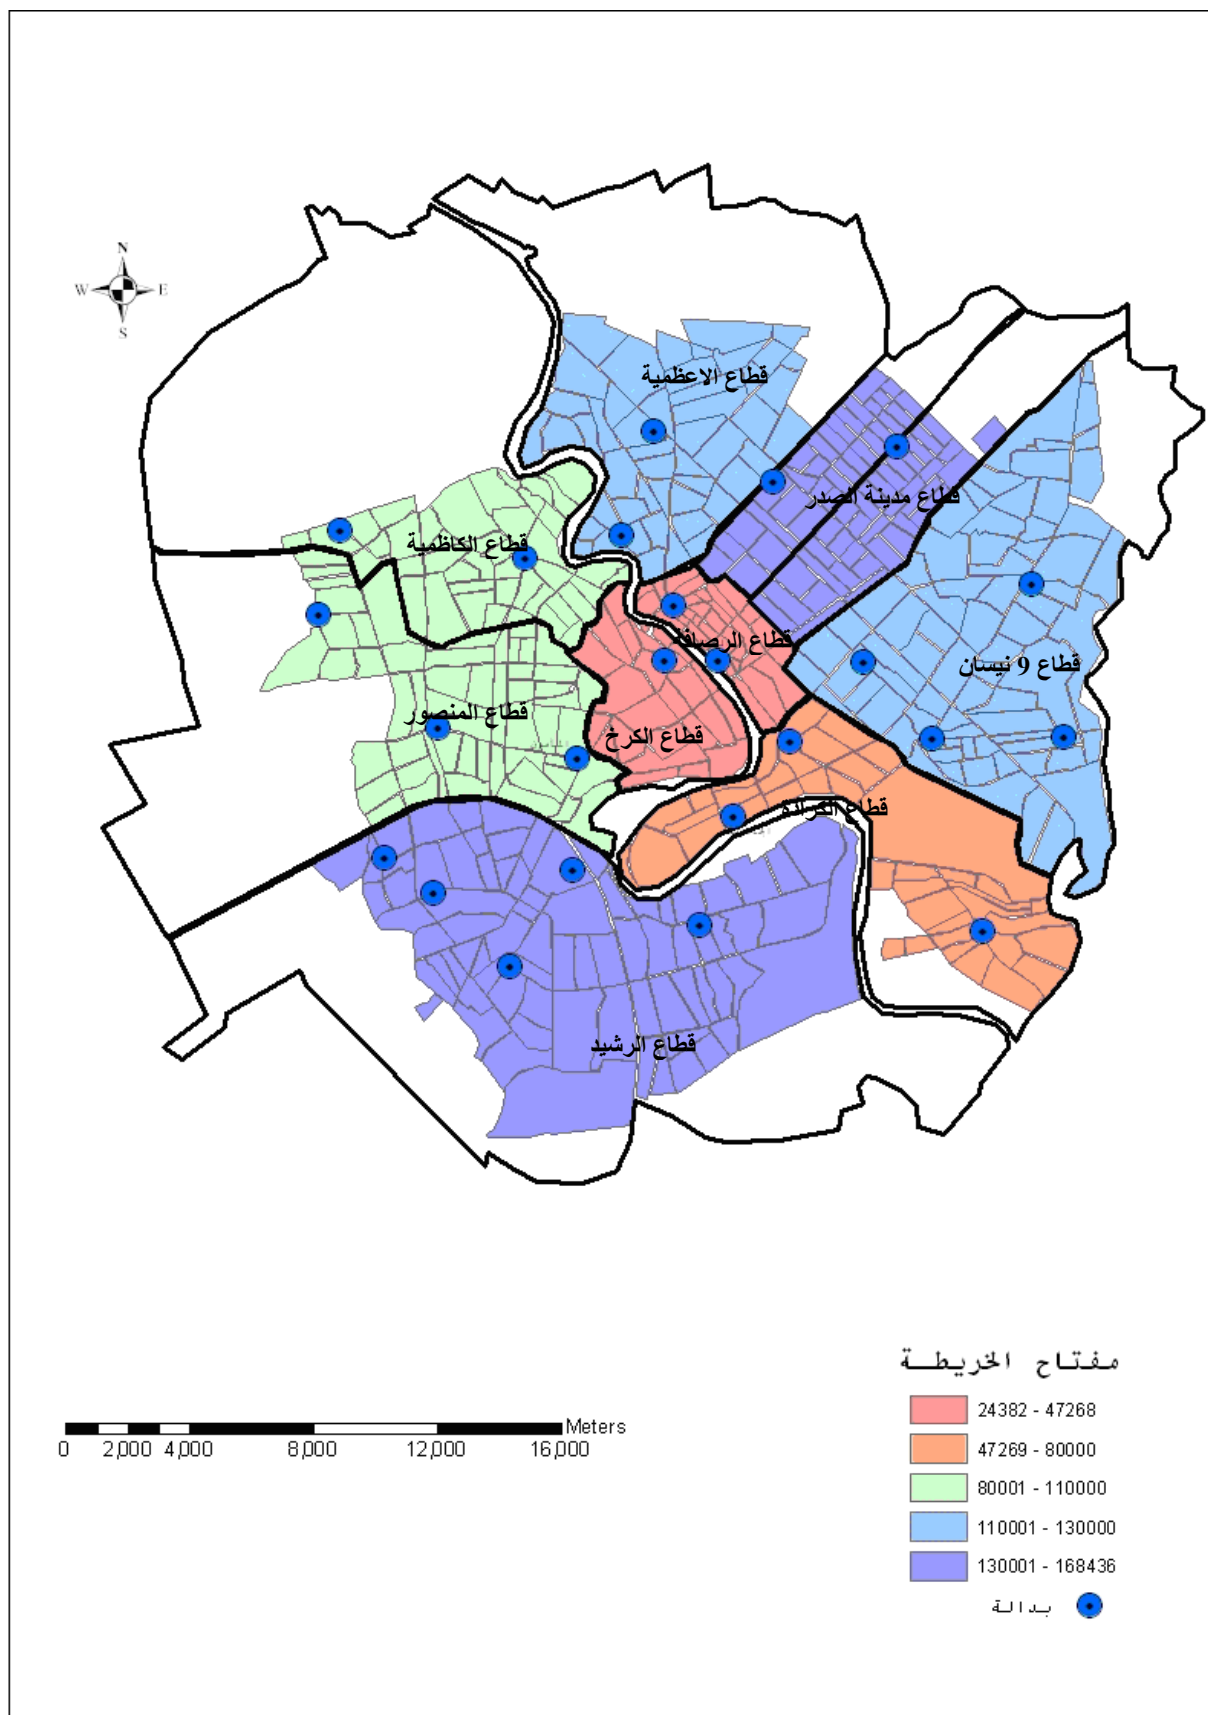 N
W E
S
قطاع الاعظمية
قطاع مدينة الصدر
قطاع الكاظمية
قطاع الرصافة
قطاع 9 نيسان
قطاع المنصور
قطاع الكرخ
قطاع الكرادة
قطاع الرشيد
مفتاح الخريطة
24382 - 47268
47269 - 80000
80001 - 110000
110001 - 130000
130001 - 168436
بدالة
Meters
0 2,000 4,000 8,000 12,000 16,000